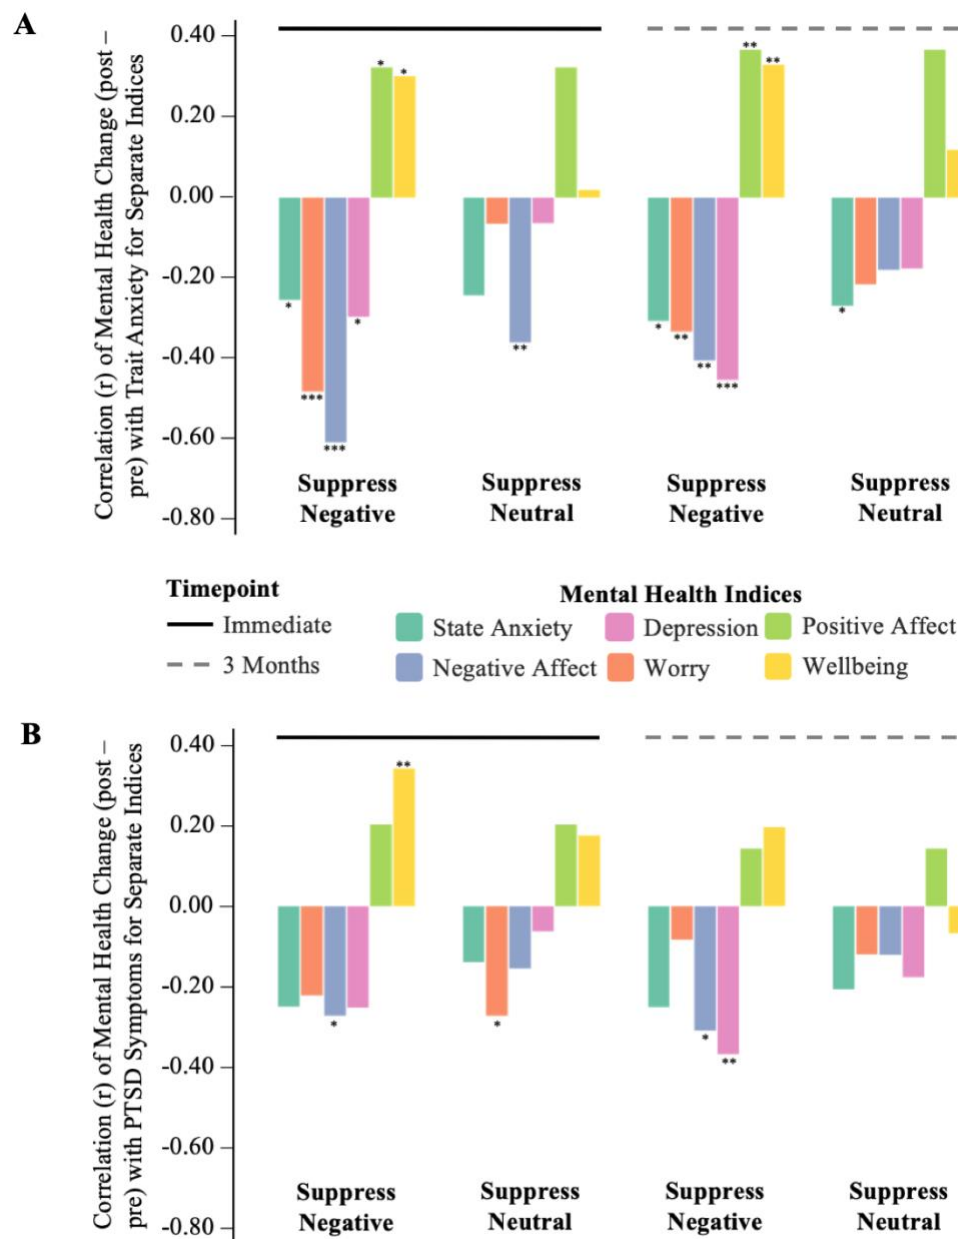 A
Correlation (r) of Mental Health Change (post –
pre) with Trait Anxiety for Separate Indices
0.40
0.20
0.00
-0.20
-0.40
-0.60
-0.80
* *** *** * * *
**
* ** ** *** ** **
*
Suppress Negative
Suppress Neutral
Suppress Negative
Suppress Neutral
Timepoint
Immediate
3 Months
Mental Health Indices
State Anxiety
Depression
Positive Affect
Negative Affect
Worry
Wellbeing
B
Correlation (r) of Mental Health Change (post –
pre) with PTSD Symptoms for Separate Indices
0.40
0.20
0.00
-0.20
-0.40
-0.60
-0.80
* **
*
* **
Suppress Negative
Suppress Neutral
Suppress Negative
Suppress Neutral